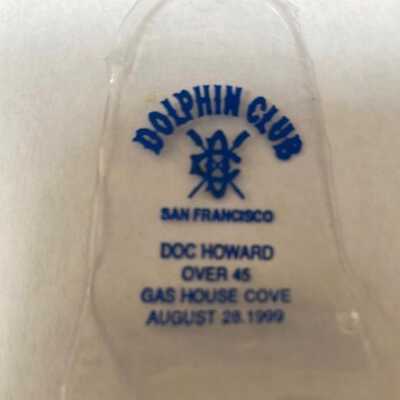 DOLPHIN CLUB
SAN FRANCISCO
DOC HOWARD
OVER 45
GAS HOUSE COVE
AUGUST 28.1999